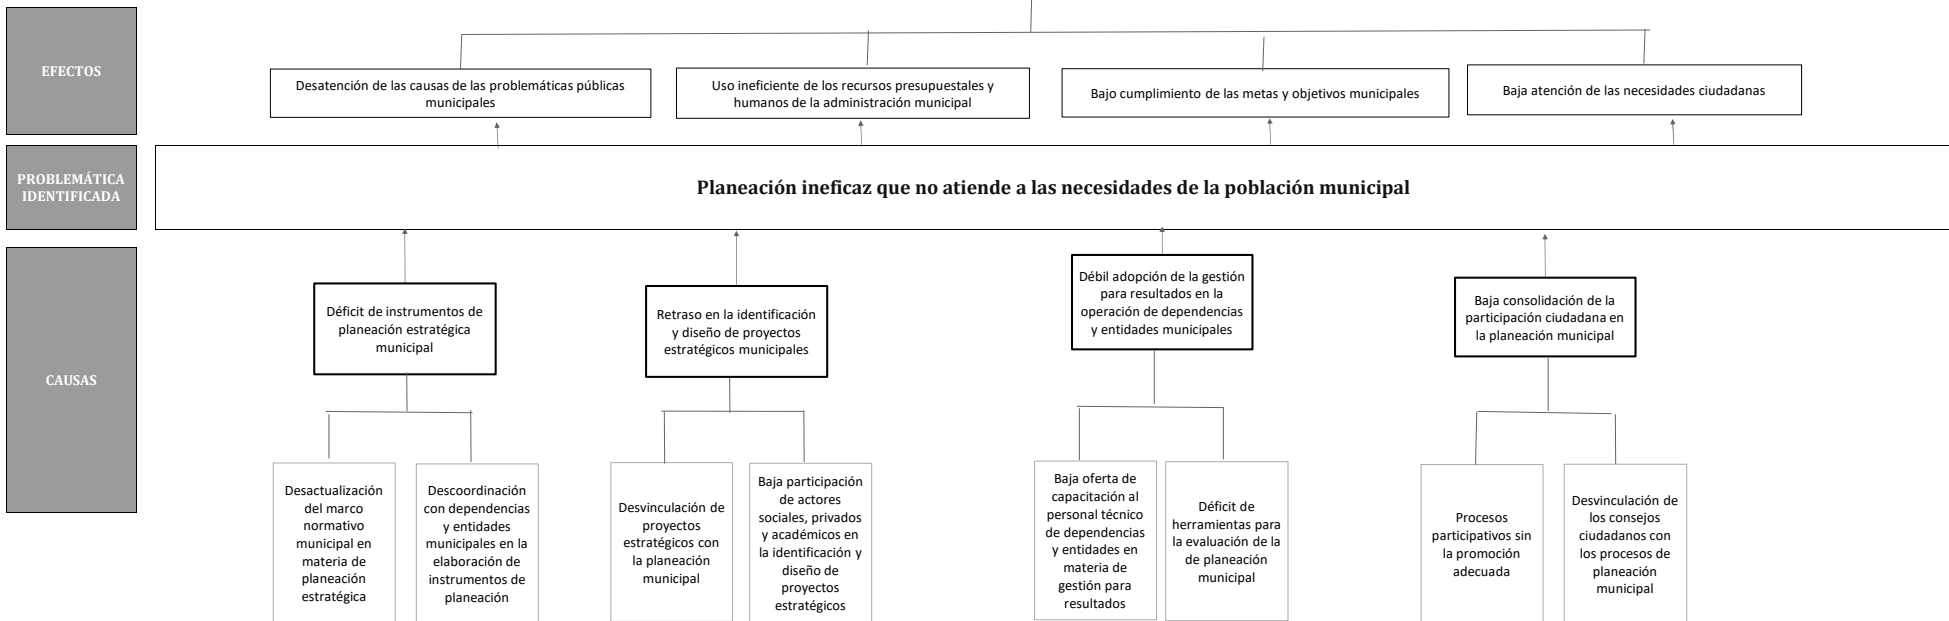 EFECTOS
Desatención de las causas de las problemáticas públicas
municipales
Uso ineficiente de los recursos presupuestales y
humanos de la administración municipal
Bajo cumplimiento de las metas y objetivos municipales
Baja atención de las necesidades ciudadanas
PROBLEMÁTICA
IDENTIFICADA
Planeación ineficaz que no atiende a las necesidades de la población municipal
CAUSAS
Déficit de instrumentos de
planeación estratégica
municipal
Retraso en la identificación
y diseño de proyectos
estratégicos municipales
Débil adopción de la gestión
para resultados en la
operación de dependencias
y entidades municipales
Baja consolidación de la
participación ciudadana en
la planeación municipal
Desactualización
del marco
normativo
municipal en
materia de
planeación
estratégica
Descoordinación
con dependencias
y entidades
municipales en la
elaboración de
instrumentos de
planeación
Desvinculación de
proyectos
estratégicos con
la planeación
municipal
Baja participación
de actores
sociales, privados
y académicos en
la identificación y
diseño de
proyectos
estratégicos
Baja oferta de
capacitación al
personal técnico
de dependencias
y entidades en
materia de
gestión para
resultados
Déficit de
herramientas para
la evaluación de la
de planeación
municipal
Procesos
participativos sin
la promoción
adecuada
Desvinculación de
los consejos
ciudadanos con
los procesos de
planeación
municipal